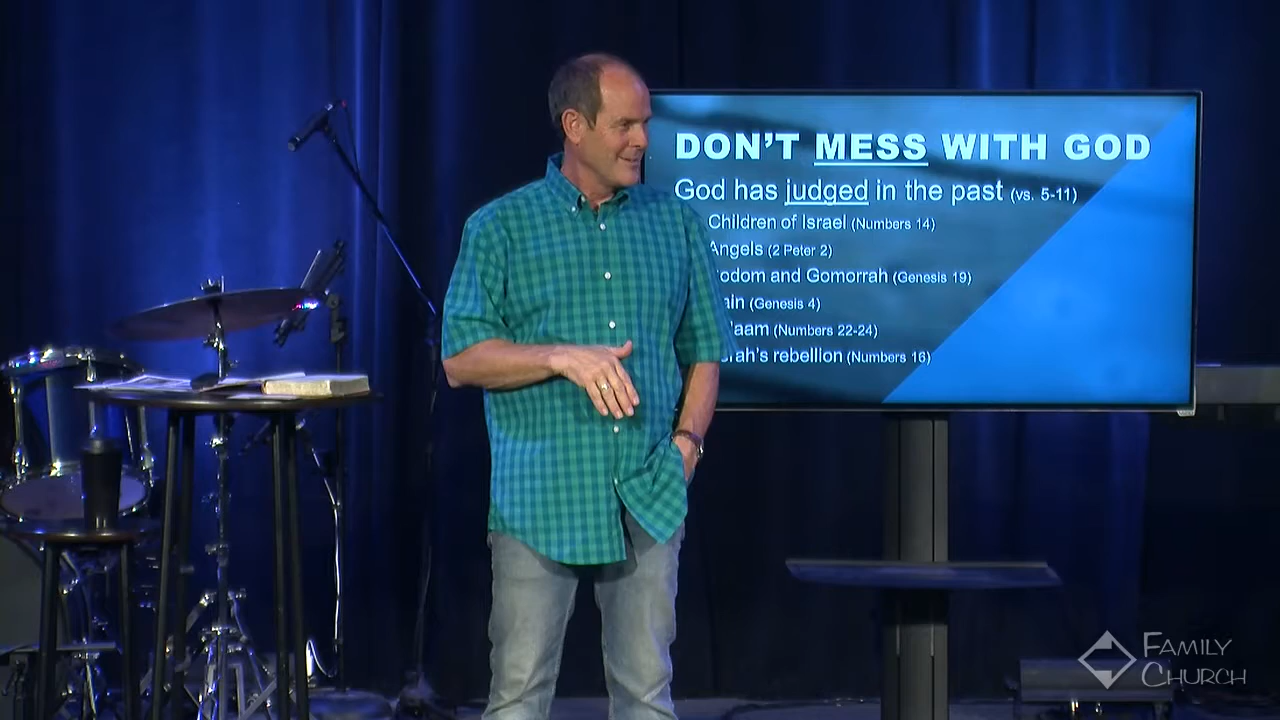 DON'T MESS WITH GOD
God has judged in the past (vs. 5-11)
Children of Israel (Numbers 14)
Angels (2 Peter 2)
and Gomorrah (Genesis 19)
(Genesis 4)
(Numbers 22-24)
rebellion (Numbers 16)
FAMILY
CHURCH